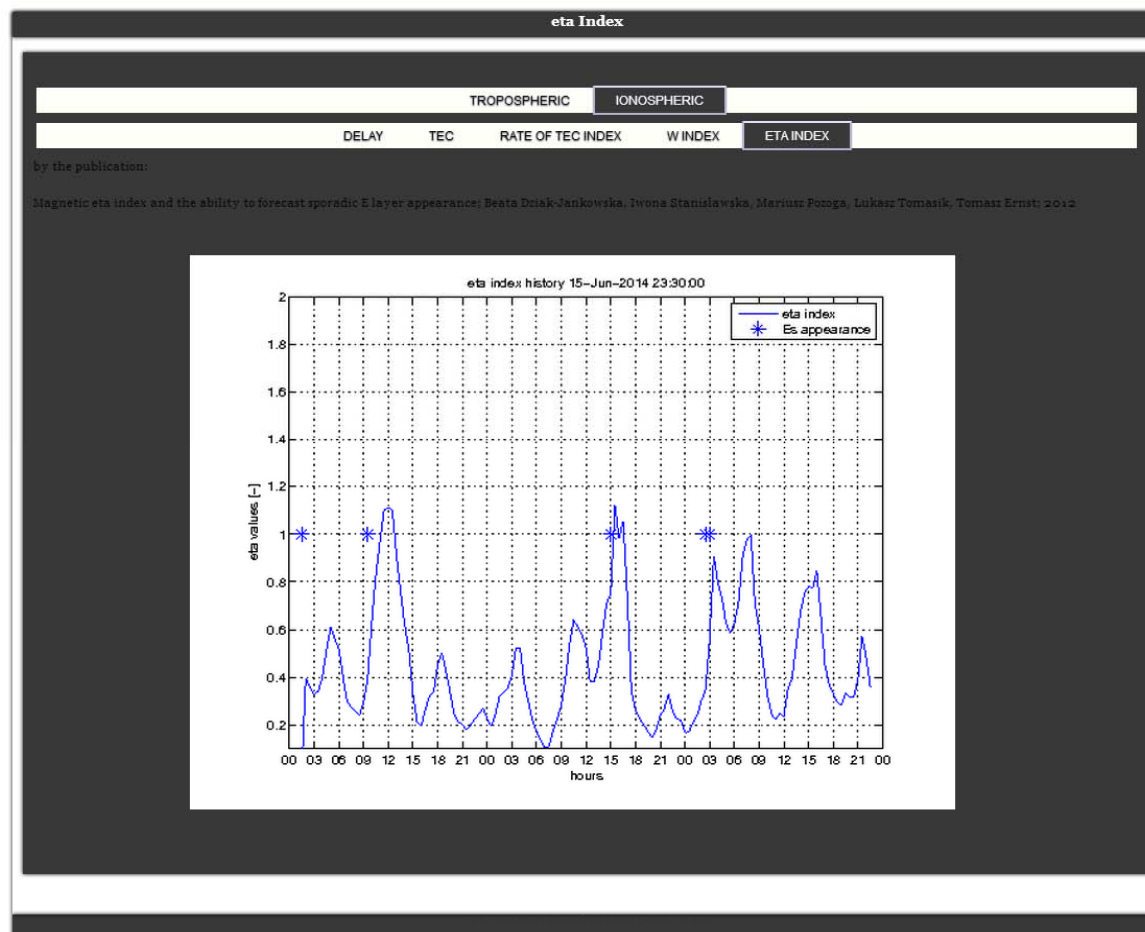 eta Index
TROPOSPHERIC IONOSPHERIC
DELAY TEC RATE OF TEC INDEX W INDEX ETA INDEX
by the publication:
Magnetic eta index and the ability to forecast sporadic E layer appearance; Beata Dziak-Jankowska, Iwona Stanislawska, Mariusz Pozoga, Lukasz Tomasik, Tomasz Ernst; 2012
eta index history 15-Jun-2014 23:30:00
eta index
Es appearance
2
1.8
1.6
1.4
1.2
1
0.8
0.6
0.4
0.2
eta values [-]
00 03 06 09 12 15 18 21 00 03 06 09 12 15 18 21 00 03 06 09 12 15 18 21 00
hours